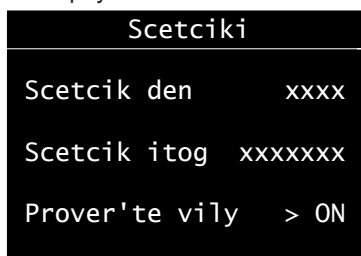 Scetciki
Scetcik den xxxx
Scetcik itog xxxxxxx
Prover'te vily > ON